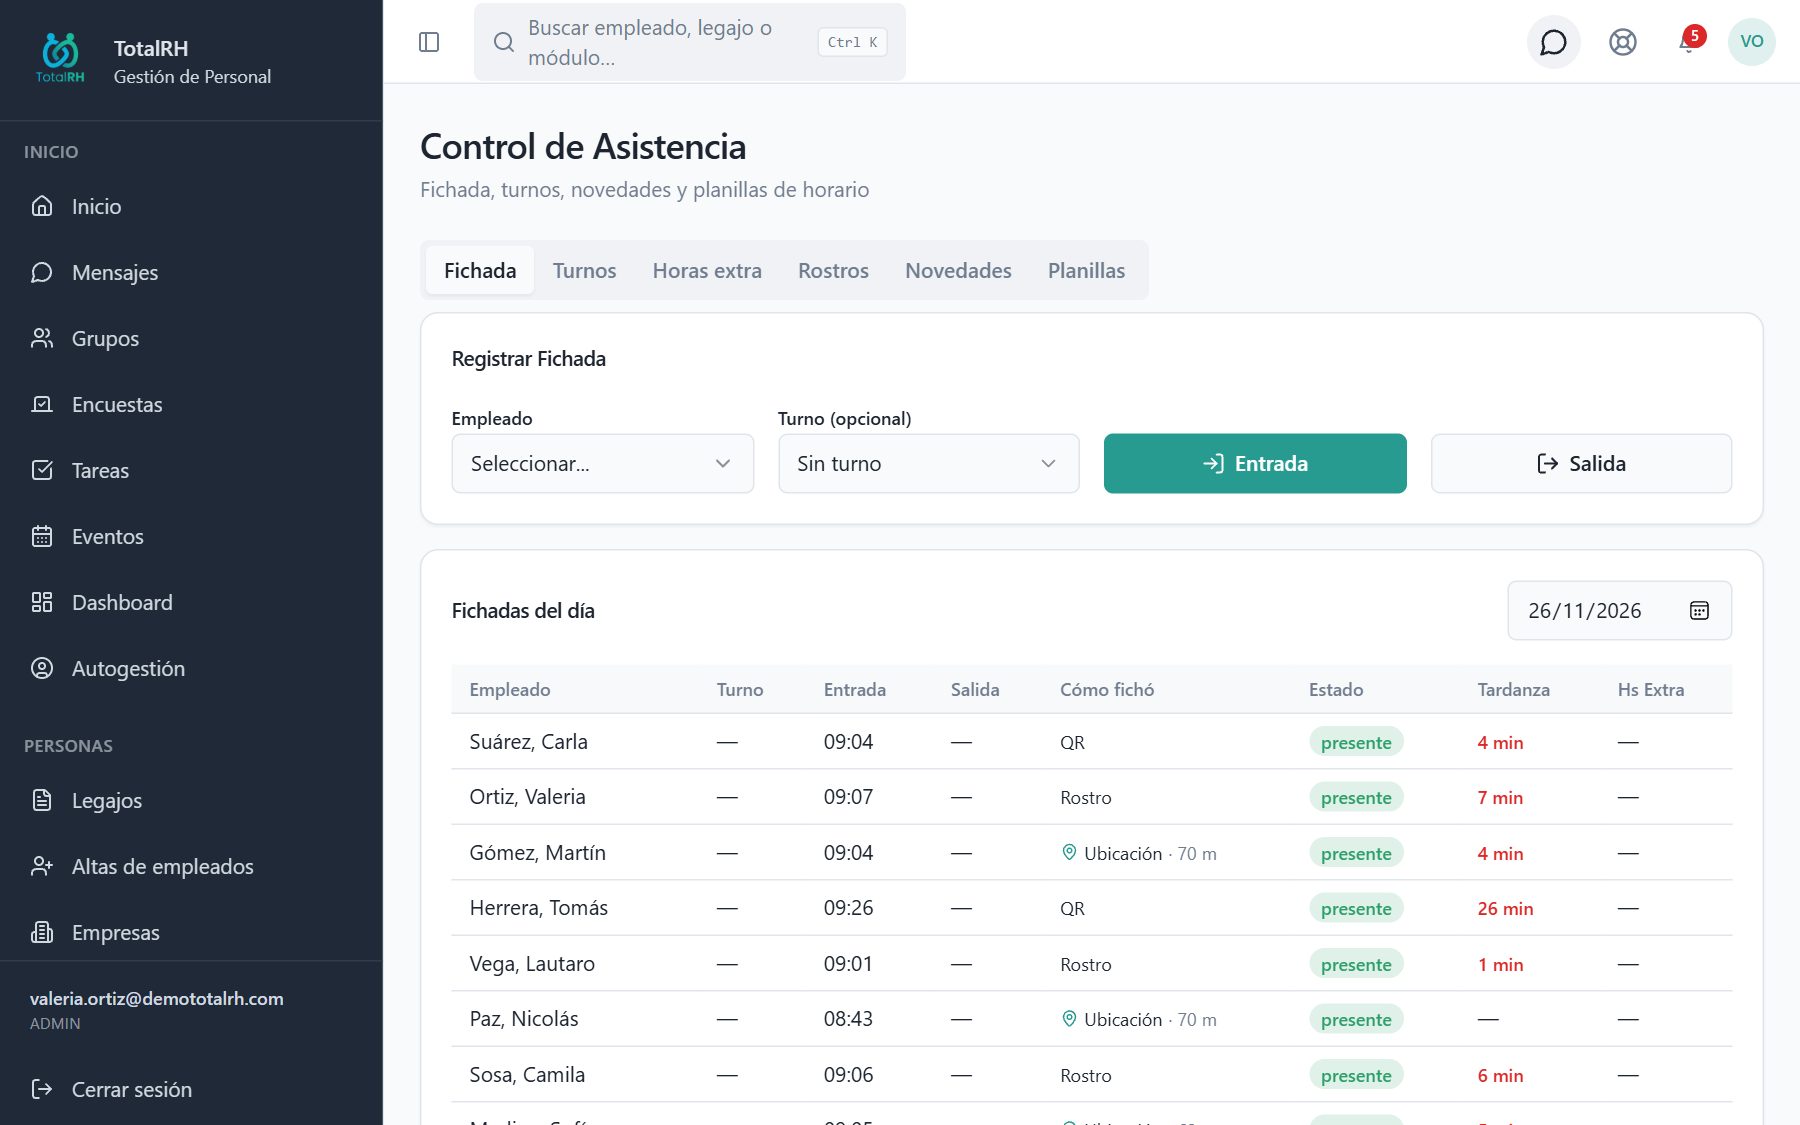 TotalRH
TotalRH
Gestión de Personal
INICIO
Inicio
Mensajes
Grupos
Encuestas
Tareas
Eventos
Dashboard
Autogestión
PERSONAS
Legajos
Altas de empleados
Empresas
valeria.ortiz@demototalrh.com
ADMIN
Cerrar sesión
Buscar empleado, legajo o
módulo...
Ctrl K
5
VO
Control de Asistencia
Fichada, turnos, novedades y planillas de horario
Fichada Turnos Horas extra Rostros Novedades Planillas
Registrar Fichada
Empleado Turno (opcional)
Seleccionar... Sin turno Entrada Salida
Fichadas del día 26/11/2026
Empleado Turno Entrada Salida Cómo fichó Estado Tardanza Hs Extra
Suárez, Carla — 09:04 — QR presente 4 min —
Ortiz, Valeria — 09:07 — Rostro presente 7 min —
Gómez, Martín — 09:04 — Ubicación · 70 m presente 4 min —
Herrera, Tomás — 09:26 — QR presente 26 min —
Vega, Lautaro — 09:01 — Rostro presente 1 min —
Paz, Nicolás — 08:43 — Ubicación · 70 m presente — —
Sosa, Camila — 09:06 — Rostro presente 6 min —